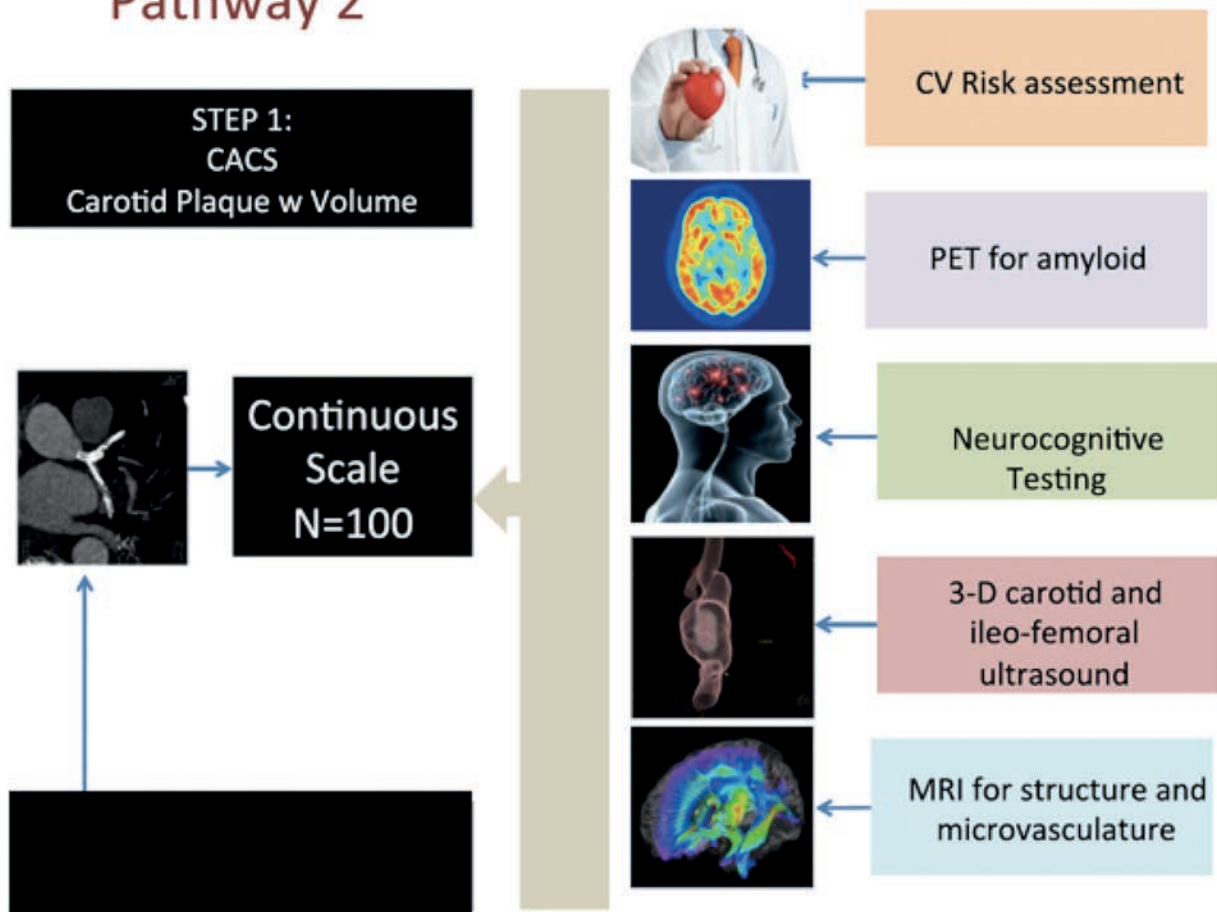 Pathway 2
STEP 1:
CACS
Carotid Plaque w Volume
Continuous
Scale
N=100
CV Risk assessment
PET for amyloid
Neurocognitive
Testing
3-D carotid and
ileo-femoral
ultrasound
MRI for structure and
microvasculature